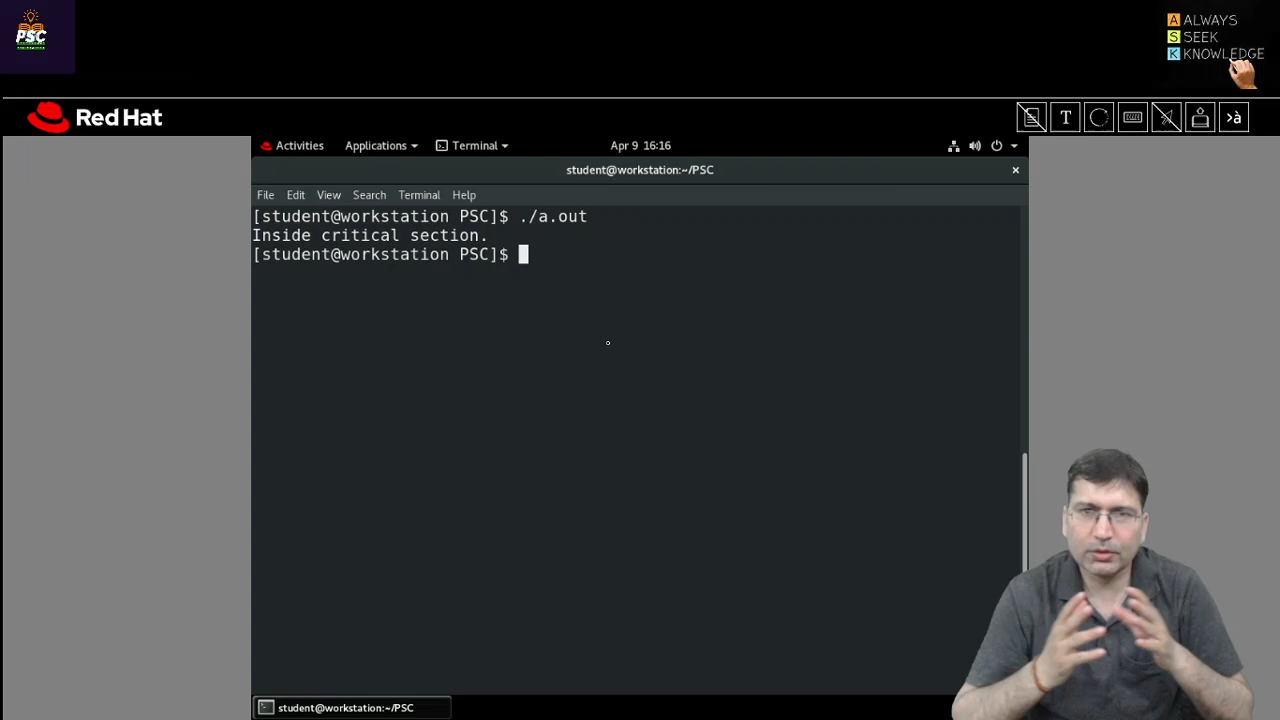 PSC
ALWAYS
SEEK
KNOWLEDGE
A
S
K
Red Hat
T
›à
Activities Applications Terminal Apr 9 16:16
student@workstation:~/PSC ×
File Edit View Search Terminal Help
[student@workstation PSC]$ ./a.out
Inside critical section.
[student@workstation PSC]$
student@workstation:~/PSC